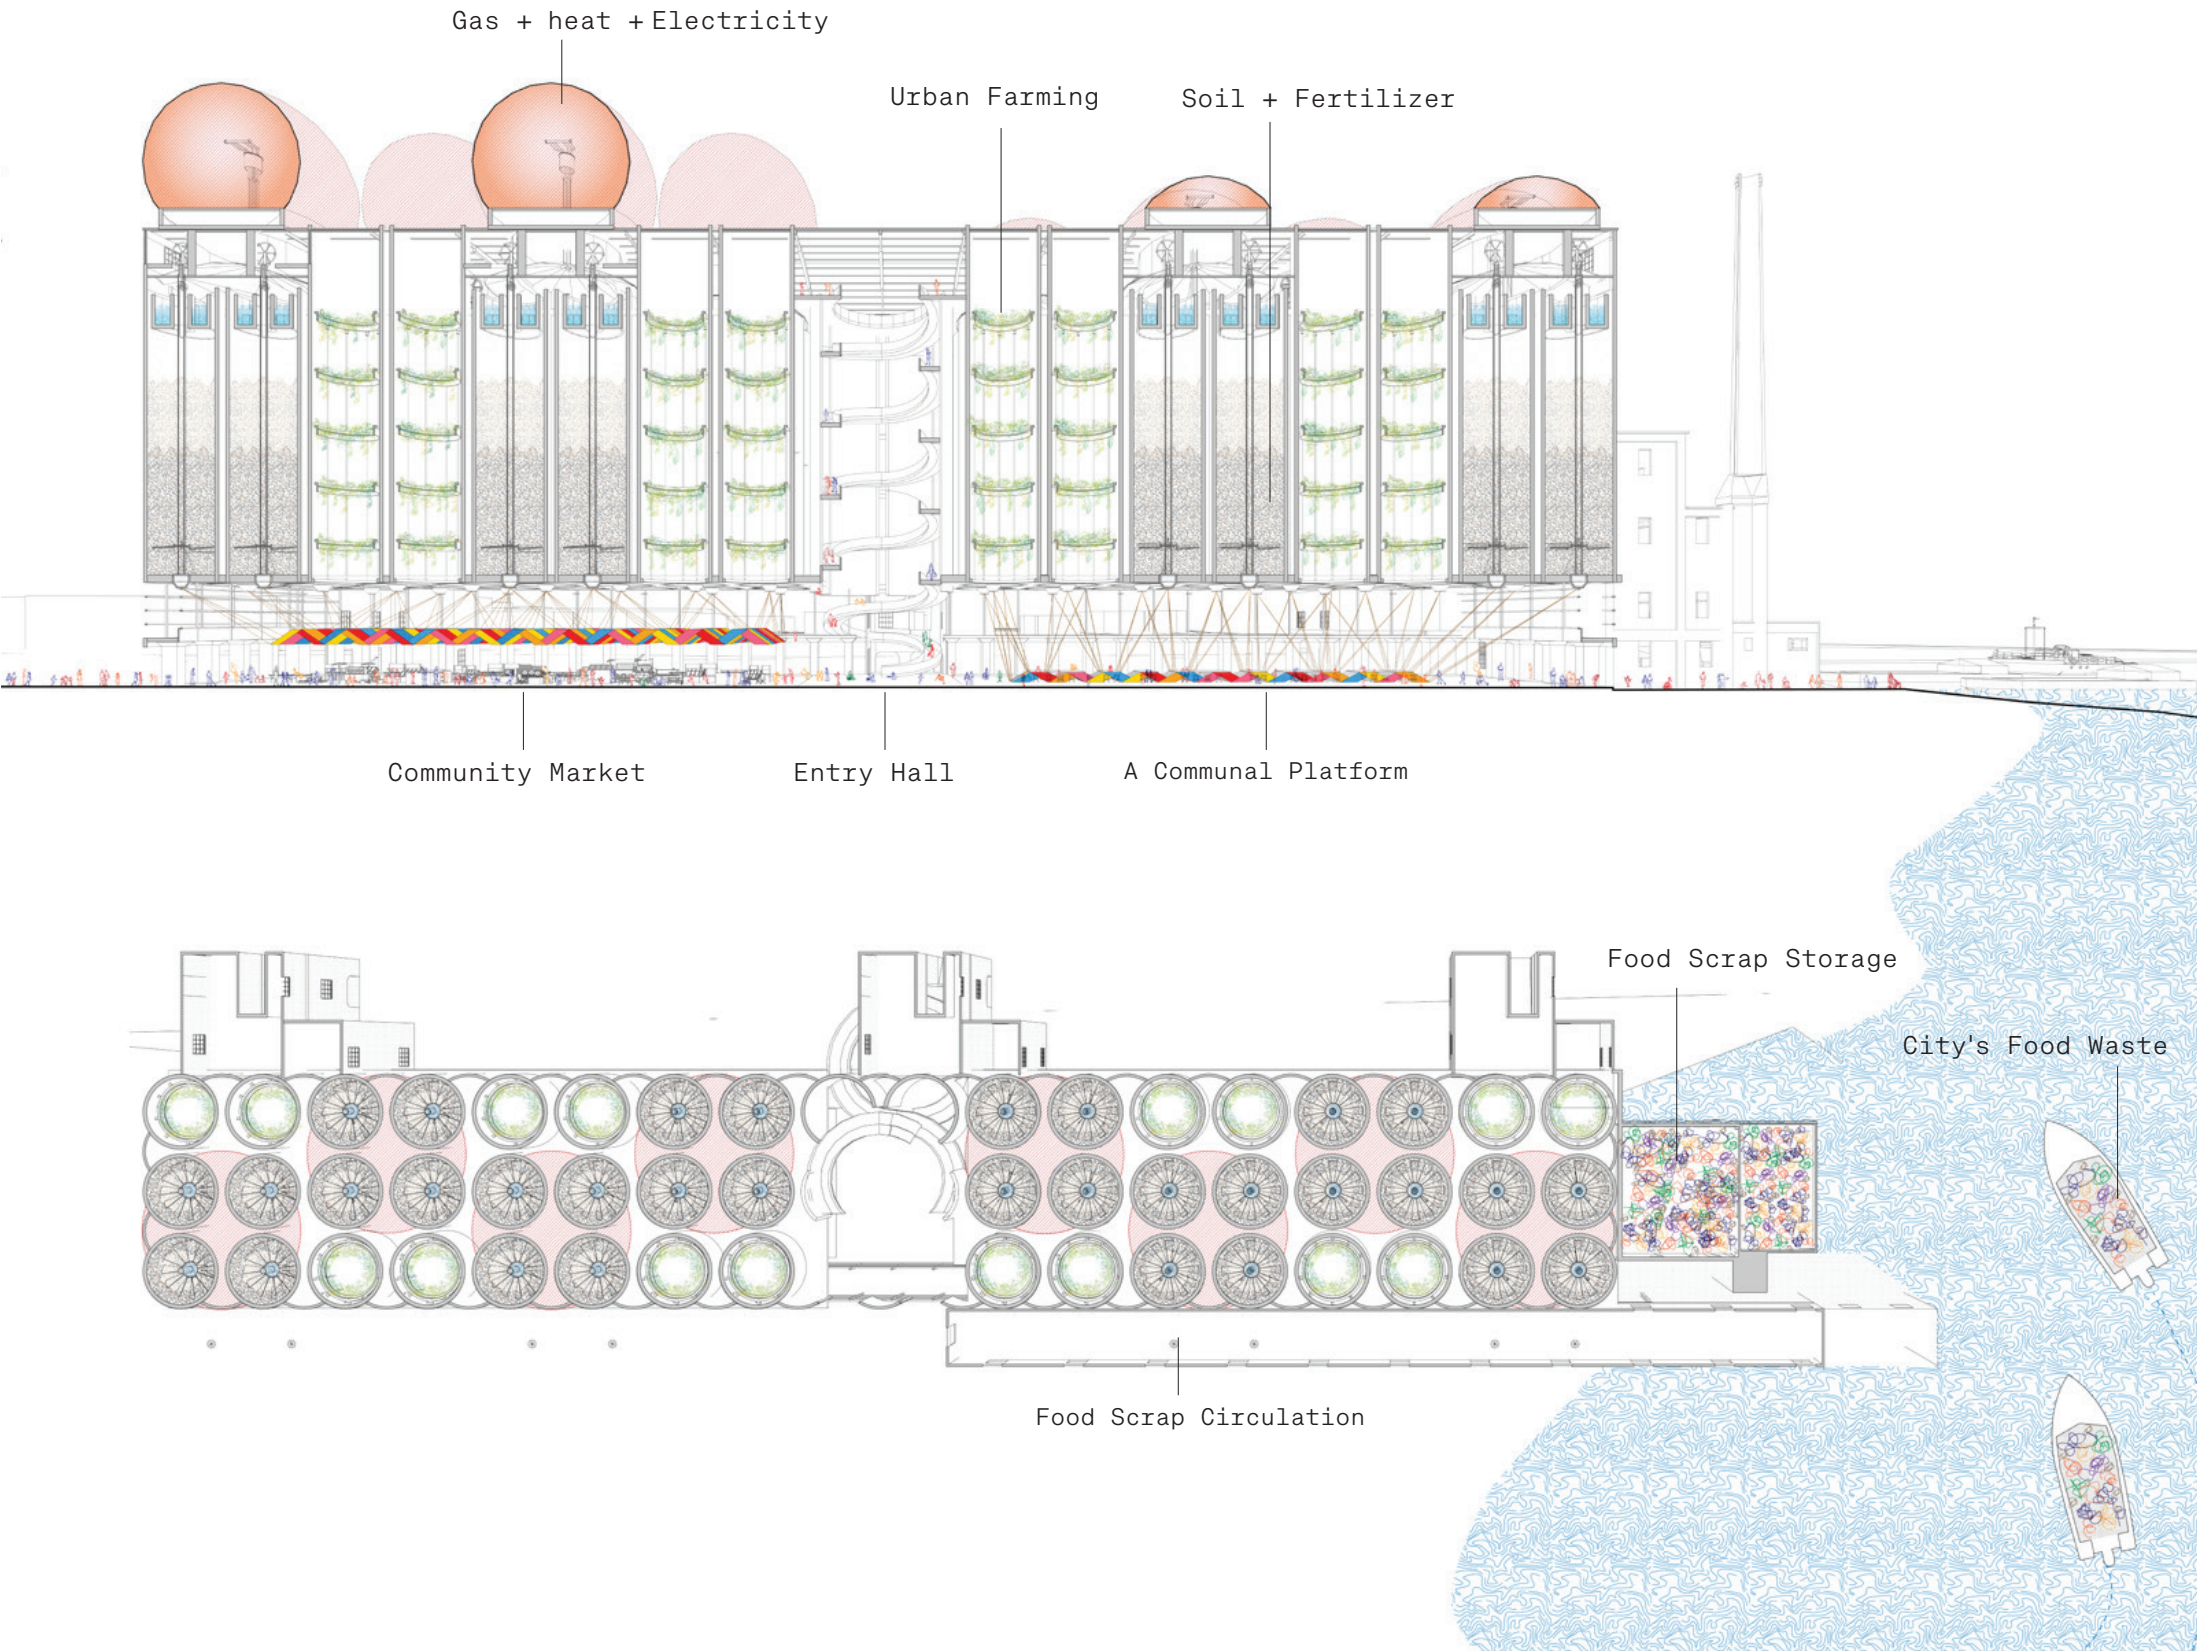 Gas + heat + Electricity
Urban Farming
Soil + Fertilizer
Community Market
Entry Hall
A Communal Platform
Food Scrap Storage
City's Food Waste
Food Scrap Circulation